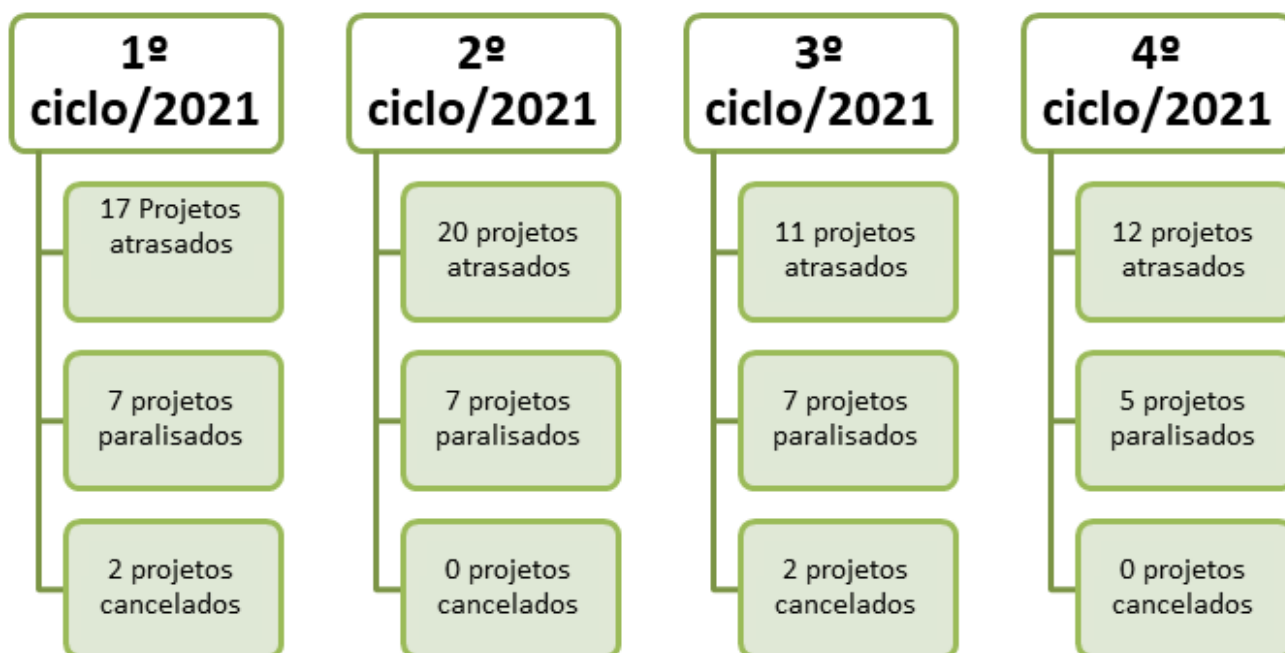 1º
ciclo/2021
17 Projetos
atrasados
7 projetos
paralisados
2 projetos
cancelados
2º
ciclo/2021
20 projetos
atrasados
7 projetos
paralisados
0 projetos
cancelados
3º
ciclo/2021
11 projetos
atrasados
7 projetos
paralisados
2 projetos
cancelados
4º
ciclo/2021
12 projetos
atrasados
5 projetos
paralisados
0 projetos
cancelados